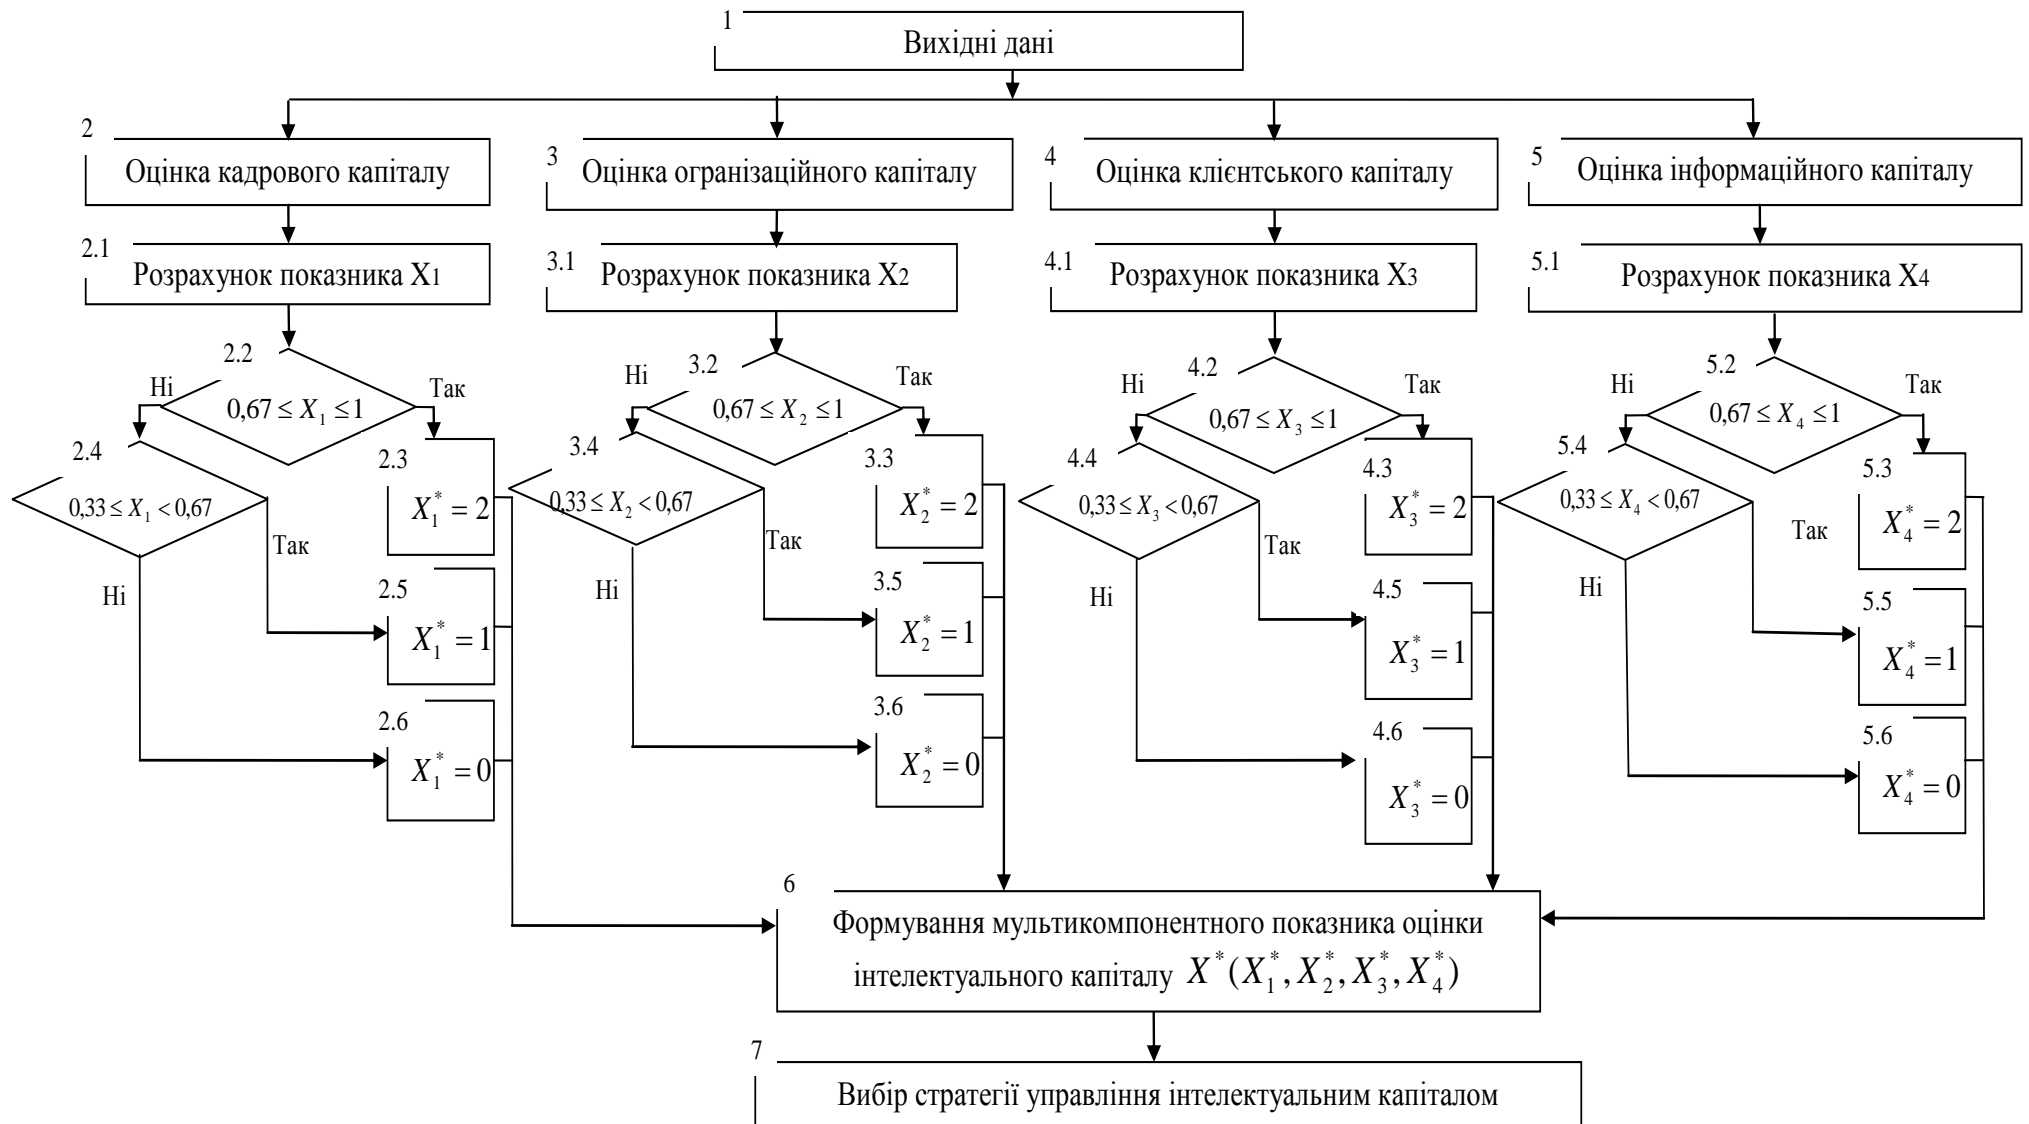 1
Вихідні дані
2
Оцінка кадрового капіталу
3
Оцінка огранізаційного капіталу
4
Оцінка клієнтського капіталу
5
Оцінка інформаційного капіталу
2.1
Розрахунок показника X1
3.1
Розрахунок показника X2
4.1
Розрахунок показника X3
5.1
Розрахунок показника X4
2.2
Ні
Так
0,67 ≤ X₁ ≤ 1
3.2
Ні
Так
0,67 ≤ X₂ ≤ 1
4.2
Ні
Так
0,67 ≤ X₃ ≤ 1
5.2
Ні
Так
0,67 ≤ X₄ ≤ 1
2.4
0,33 ≤ X₁ < 0,67
Так
Ні
2.3
X₁* = 2
3.4
0,33 ≤ X₂ < 0,67
Так
Ні
3.3
X₂* = 2
4.4
0,33 ≤ X₃ < 0,67
Так
Ні
4.3
X₃* = 2
5.4
0,33 ≤ X₄ < 0,67
Так
Ні
5.3
X₄* = 2
2.5
X₁* = 1
3.5
X₂* = 1
4.5
X₃* = 1
5.5
X₄* = 1
2.6
X₁* = 0
3.6
X₂* = 0
4.6
X₃* = 0
5.6
X₄* = 0
6
Формування мультикомпонентного показника оцінки
інтелектуального капіталу X*(X₁*, X₂*, X₃*, X₄*)
7
Вибір стратегії управління інтелектуальним капіталом